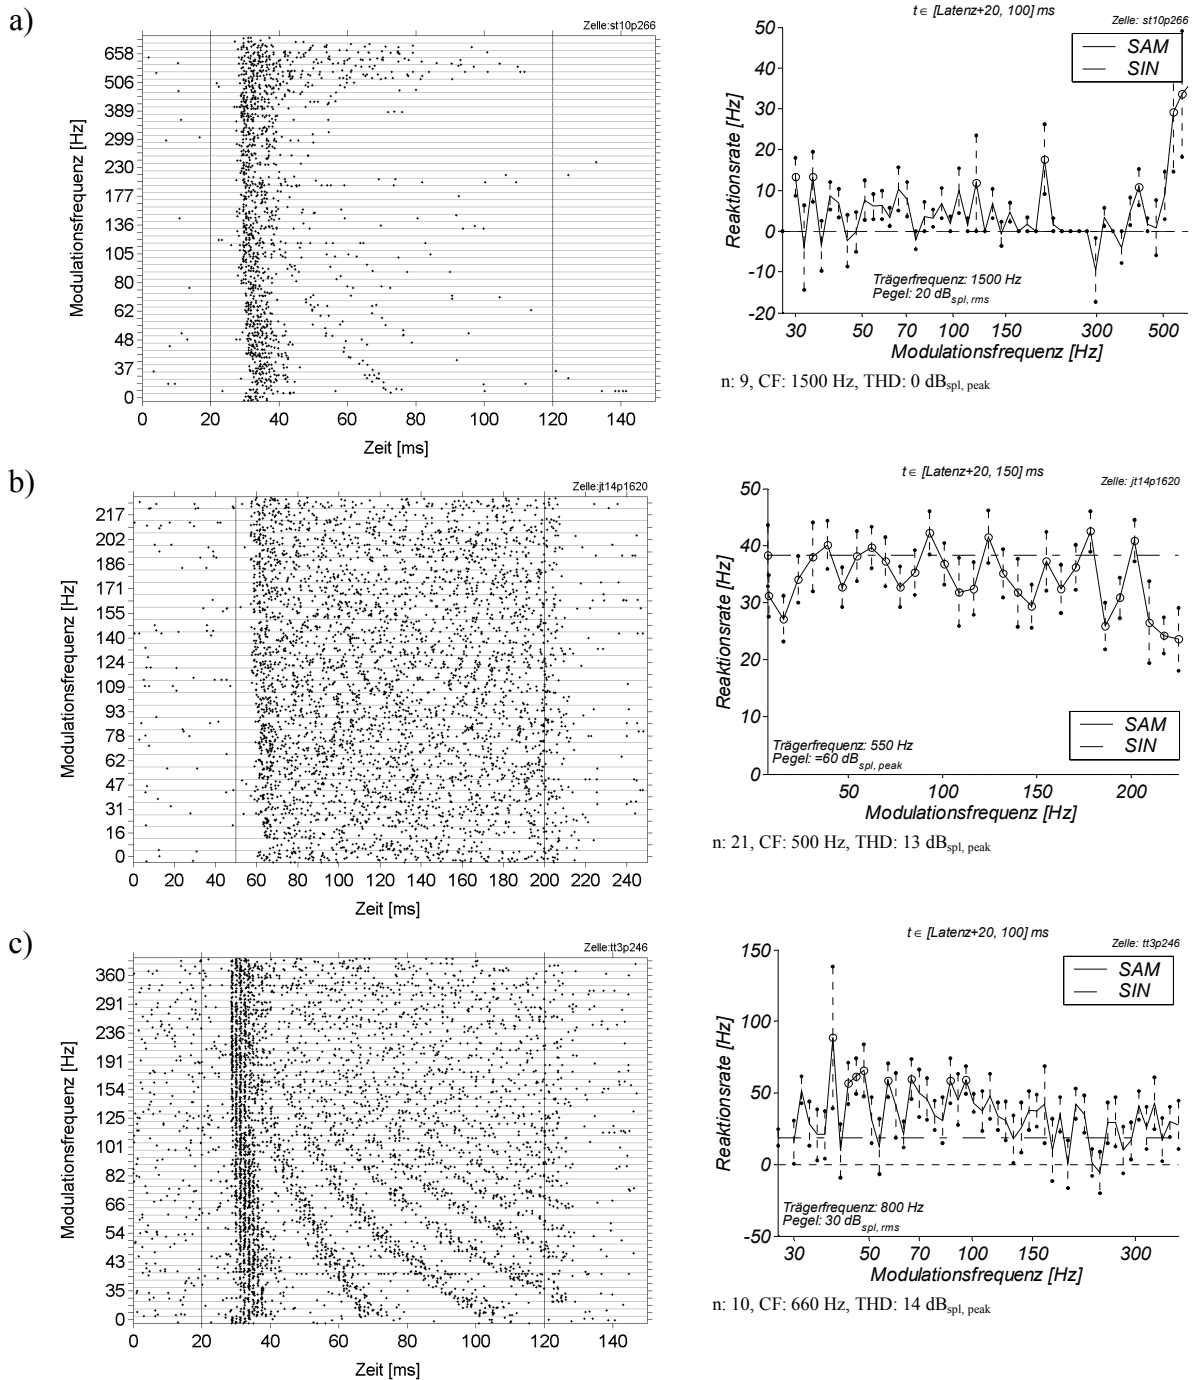 a)
Zelle:st10p266
658
506
389
299
230
177
136
105
80
62
48
37
0
Modulationsfrequenz [Hz]
0 20 40 60 80 100 120 140
Zeit [ms]
t ∈ [Latenz+20, 100] ms
Zelle: st10p266
SAM
SIN
50
40
30
20
10
0
-10
-20
Reaktionsrate [Hz]
Trägerfrequenz: 1500 Hz
Pegel: 20 dB spl, rms
30 50 70 100 150 300 500
Modulationsfrequenz [Hz]
n: 9, CF: 1500 Hz, THD: 0 dB spl, peak
b)
Zelle:jt14p1620
217
202
186
171
155
140
124
109
93
78
62
47
31
16
0
Modulationsfrequenz [Hz]
0 20 40 60 80 100 120 140 160 180 200 220 240
Zeit [ms]
t ∈ [Latenz+20, 150] ms
Zelle: jt14p1620
50
40
30
20
10
0
Reaktionsrate [Hz]
SAM
SIN
Trägerfrequenz: 550 Hz
Pegel: =60 dB spl, peak
50 100 150 200
Modulationsfrequenz [Hz]
n: 21, CF: 500 Hz, THD: 13 dB spl, peak
c)
Zelle:tt3p246
360
291
236
191
154
125
101
82
66
54
43
35
0
Modulationsfrequenz [Hz]
0 20 40 60 80 100 120 140
Zeit [ms]
t ∈ [Latenz+20, 100] ms
Zelle: tt3p246
SAM
SIN
150
100
50
0
-50
Reaktionsrate [Hz]
Trägerfrequenz: 800 Hz
Pegel: 30 dB spl, rms
30 50 70 100 150 300
Modulationsfrequenz [Hz]
n: 10, CF: 660 Hz, THD: 14 dB spl, peak